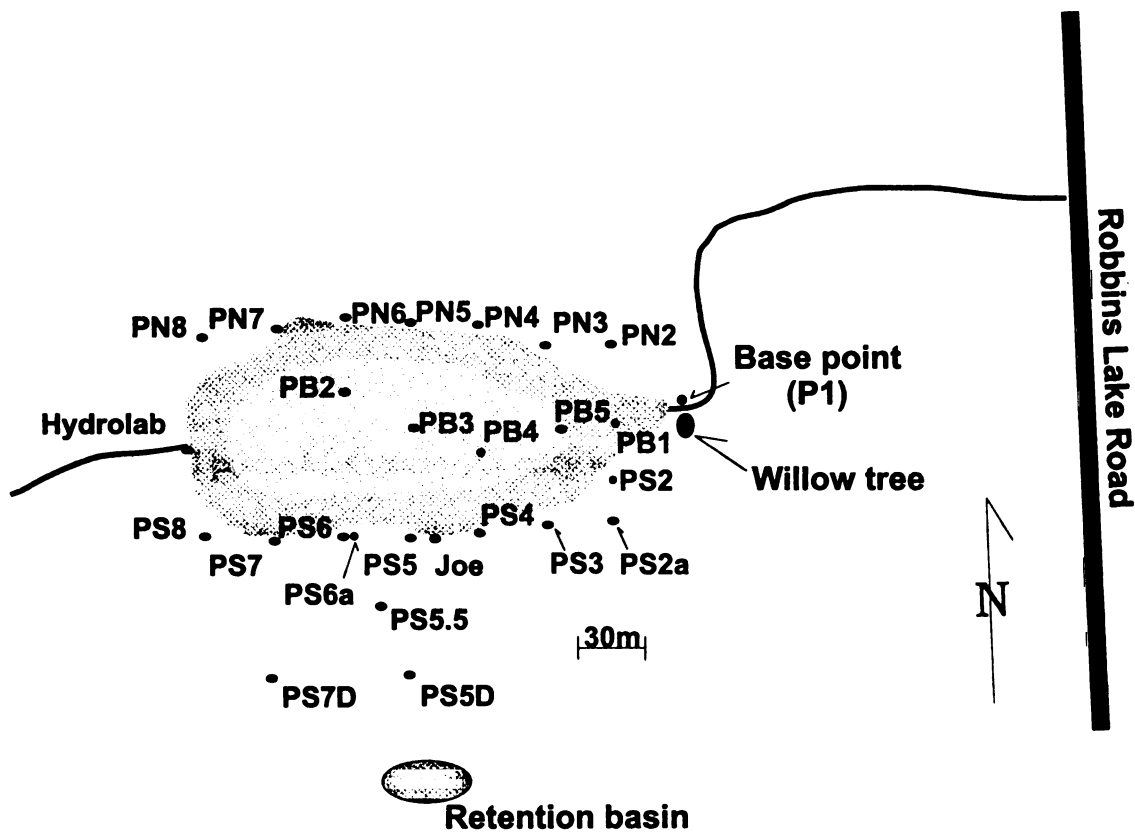 PN8
PN7
PN6
PN5
PN4
PN3
PN2
Base point
(P1)
PB2
Hydrolab
PB3
PB4
PB5
PB1
Willow tree
PS2
PS8
PS7
PS6
PS6a
PS5
Joe
PS4
PS3
PS2a
PS5.5
30m
N
PS7D
PS5D
Retention basin
Robbins Lake Road